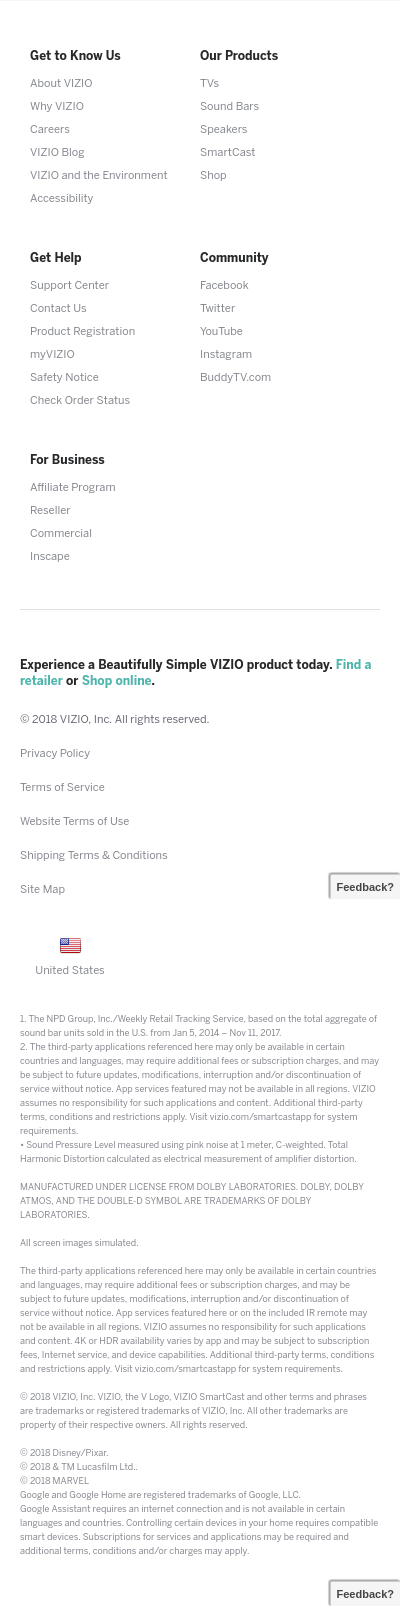 Get to Know Us
About VIZIO
Why VIZIO
Careers
VIZIO Blog
VIZIO and the Environment
Accessibility
Our Products
TVs
Sound Bars
Speakers
SmartCast
Shop
Get Help
Support Center
Contact Us
Product Registration
myVIZIO
Safety Notice
Check Order Status
Community
Facebook
Twitter
YouTube
Instagram
BuddyTV.com
For Business
Affiliate Program
Reseller
Commercial
Inscape
Experience a Beautifully Simple VIZIO product today. Find a
retailer or Shop online.
© 2018 VIZIO, Inc. All rights reserved.
Privacy Policy
Terms of Service
Website Terms of Use
Shipping Terms & Conditions
Site Map
Feedback?
United States
1. The NPD Group, Inc./Weekly Retail Tracking Service, based on the total aggregate of
sound bar units sold in the U.S. from Jan 5, 2014 – Nov 11, 2017.
2. The third-party applications referenced here may only be available in certain
countries and languages, may require additional fees or subscription charges, and may
be subject to future updates, modifications, interruption and/or discontinuation of
service without notice. App services featured may not be available in all regions. VIZIO
assumes no responsibility for such applications and content. Additional third-party
terms, conditions and restrictions apply. Visit vizio.com/smartcastapp for system
requirements.
• Sound Pressure Level measured using pink noise at 1 meter, C-weighted. Total
Harmonic Distortion calculated as electrical measurement of amplifier distortion.
MANUFACTURED UNDER LICENSE FROM DOLBY LABORATORIES. DOLBY, DOLBY
ATMOS, AND THE DOUBLE-D SYMBOL ARE TRADEMARKS OF DOLBY
LABORATORIES.
All screen images simulated.
The third-party applications referenced here may only be available in certain countries
and languages, may require additional fees or subscription charges, and may be
subject to future updates, modifications, interruption and/or discontinuation of
service without notice. App services featured here or on the included IR remote may
not be available in all regions. VIZIO assumes no responsibility for such applications
and content. 4K or HDR availability varies by app and may be subject to subscription
fees, Internet service, and device capabilities. Additional third-party terms, conditions
and restrictions apply. Visit vizio.com/smartcastapp for system requirements.
© 2018 VIZIO, Inc. VIZIO, the V Logo, VIZIO SmartCast and other terms and phrases
are trademarks or registered trademarks of VIZIO, Inc. All other trademarks are
property of their respective owners. All rights reserved.
© 2018 Disney/Pixar.
© 2018 & TM Lucasfilm Ltd..
© 2018 MARVEL
Google and Google Home are registered trademarks of Google, LLC.
Google Assistant requires an internet connection and is not available in certain
languages and countries. Controlling certain devices in your home requires compatible
smart devices. Subscriptions for services and applications may be required and
additional terms, conditions and/or charges may apply.
Feedback?